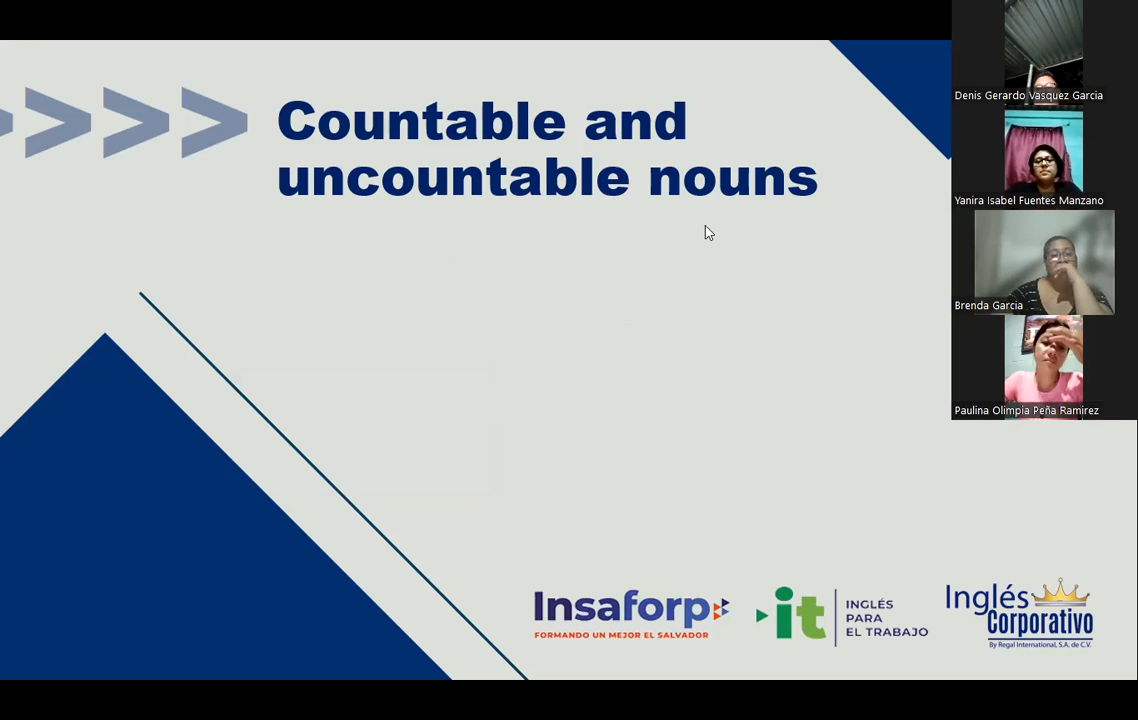 Countable and
uncountable nouns
Denis Gerardo Vasquez Garcia
Yanira Isabel Fuentes Manzano
Brenda Garcia
Paulina Olimpia Peña Ramirez
Insaforp
FORMANDO UN MEJOR EL SALVADOR
it
INGLÉS
PARA
EL TRABAJO
Inglés
Corporativo
By Regal International, S.A. de C.V.